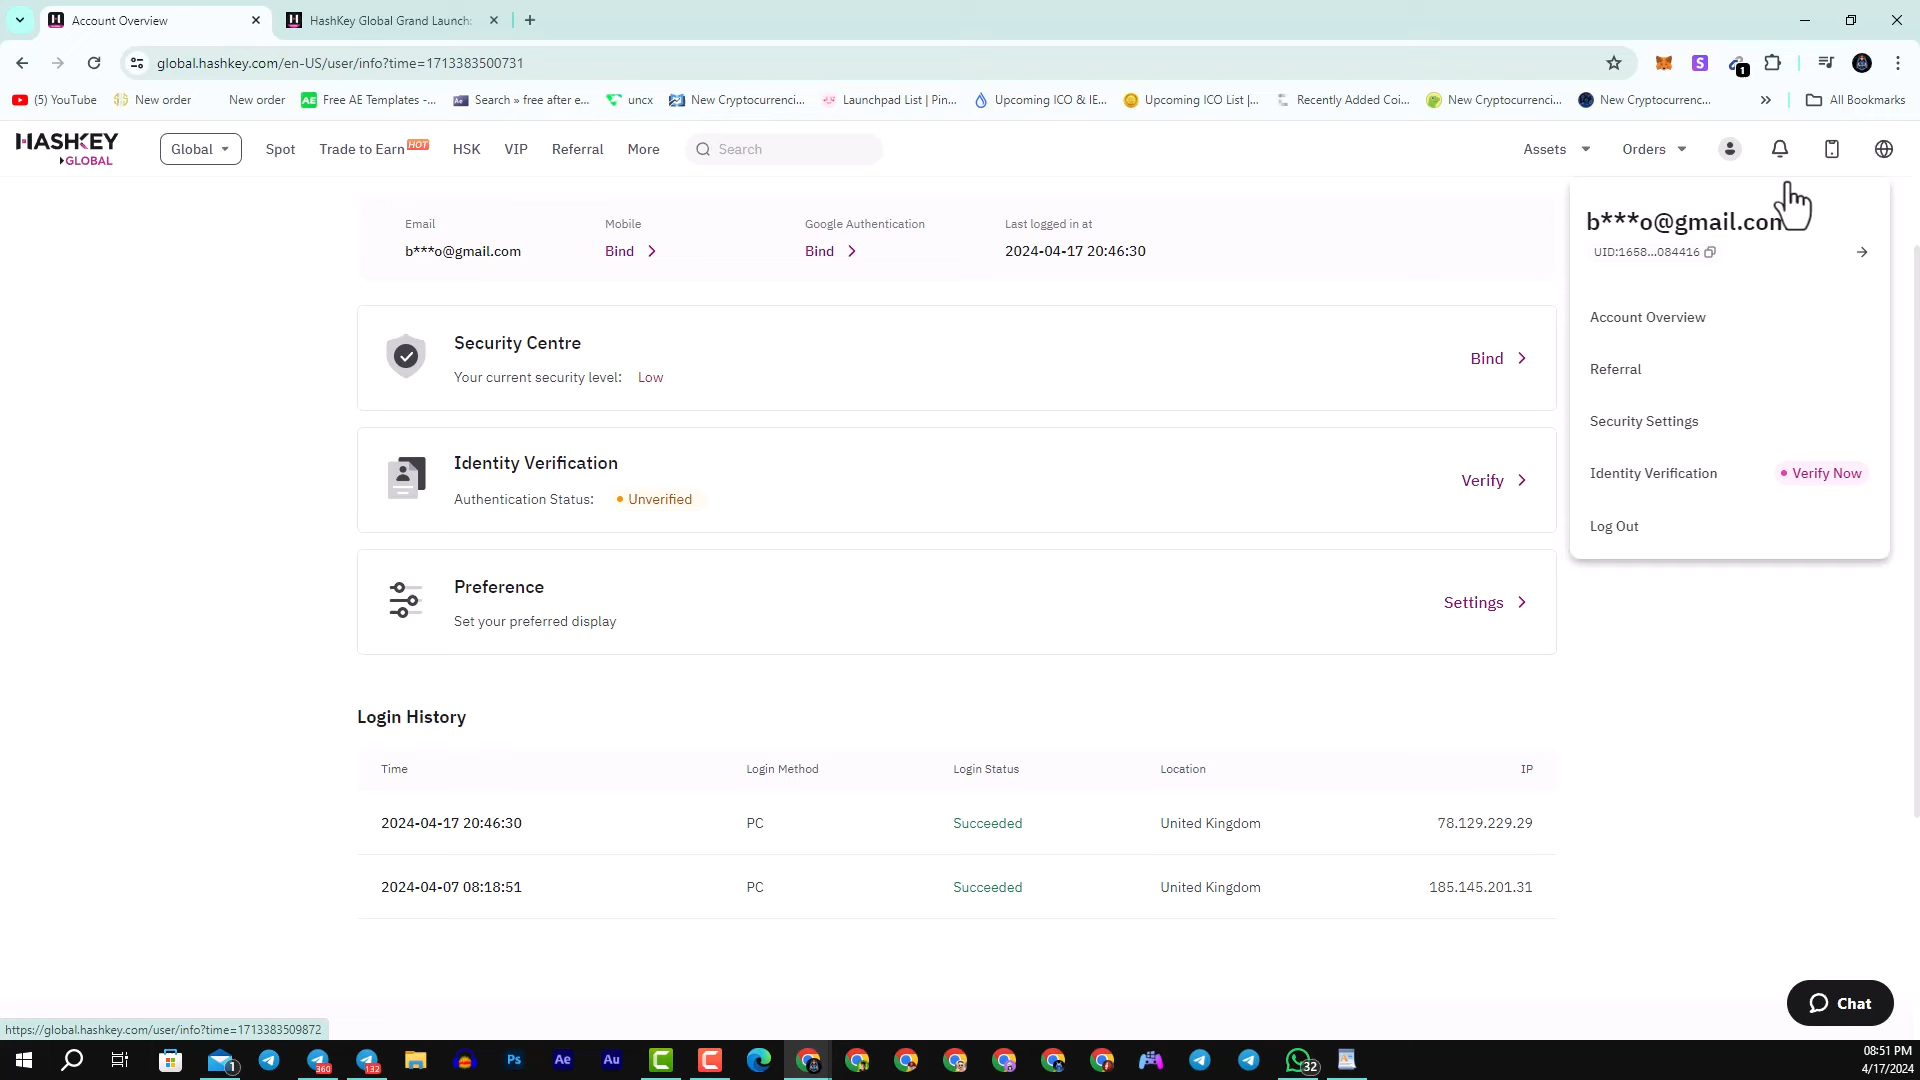 Account Overview
HashKey Global Grand Launch
global.hashkey.com/en-US/user/info?time=1713383500731
1
(5) YouTube
New order
New order
Free AE Templates -...
Search » free after e...
uncx
New Cryptocurrenci...
Launchpad List | Pin...
Upcoming ICO & IE...
Upcoming ICO List |...
Recently Added Coi...
New Cryptocurrenci...
New Cryptocurrenc...
All Bookmarks
HASHKEY
GLOBAL
Global
Spot
Trade to Earn
HOT
HSK
VIP
Referral
More
Search
Assets
Orders
Email
Mobile
Google Authentication
Last logged in at
b***o@gmail.com
Bind
Bind
2024-04-17 20:46:30
b***o@gmail.com
UID:1658...084416
Account Overview
Referral
Security Settings
Identity Verification
Verify Now
Log Out
Security Centre
Your current security level:
Low
Bind
Identity Verification
Authentication Status:
Unverified
Verify
Preference
Set your preferred display
Settings
Login History
Time
Login Method
Login Status
Location
IP
2024-04-17 20:46:30
PC
Succeeded
United Kingdom
78.129.229.29
2024-04-07 08:18:51
PC
Succeeded
United Kingdom
185.145.201.31
Chat
https://global.hashkey.com/user/info?time=1713383509872
1
360
132
Ps
Ae
Au
32
08:51 PM
4/17/2024